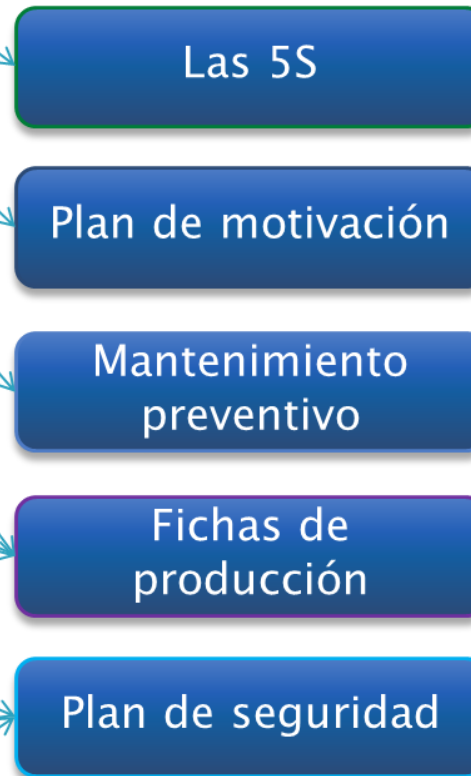 Las 5S
Plan de motivación
Mantenimiento
preventivo
Fichas de
producción
Plan de seguridad